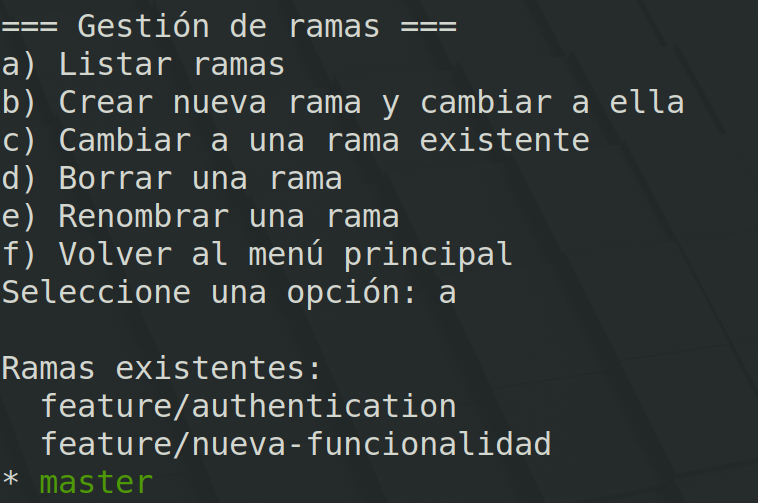 === Gestión de ramas ===
a) Listar ramas
b) Crear nueva rama y cambiar a ella
c) Cambiar a una rama existente
d) Borrar una rama
e) Renombrar una rama
f) Volver al menú principal
Seleccione una opción: a
Ramas existentes:
feature/authentication
feature/nueva-funcionalidad
* master